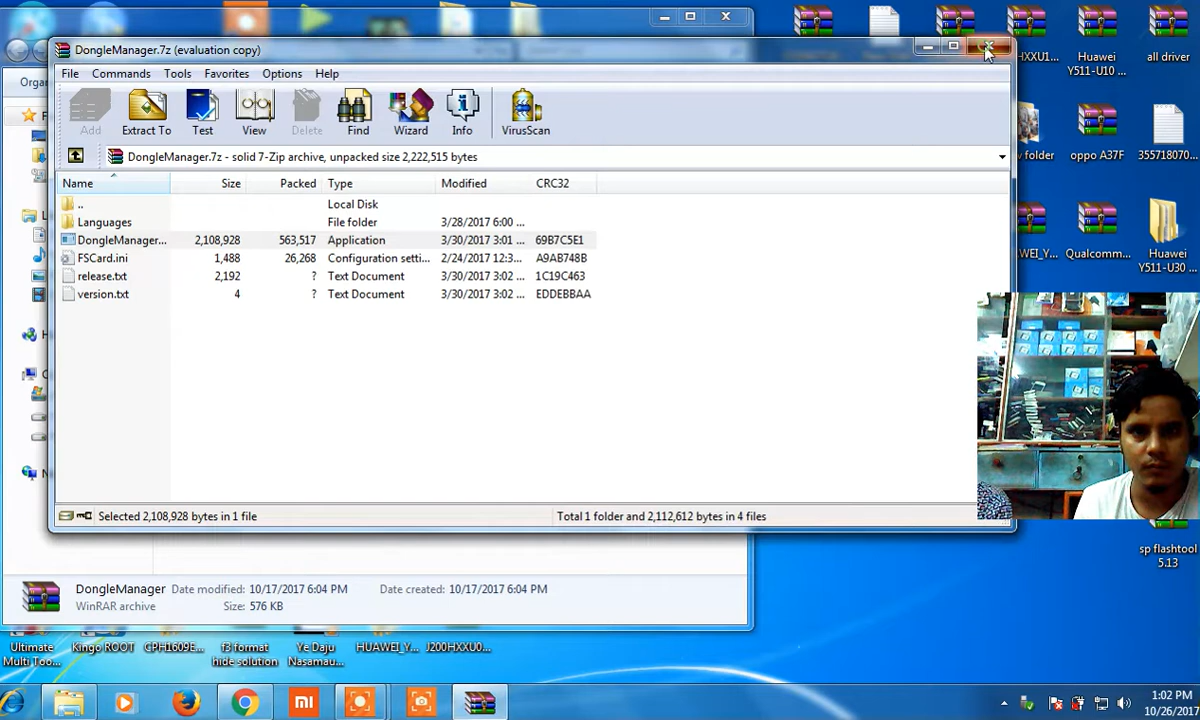 DongleManager.7z (evaluation copy)
File Commands Tools Favorites Options Help
Add Extract To Test View Delete Find Wizard Info VirusScan
DongleManager.7z - solid 7-Zip archive, unpacked size 2,222,515 bytes
Name Size Packed Type Modified CRC32
.. Local Disk
Languages File folder 3/28/2017 6:00 ...
DongleManager... 2,108,928 563,517 Application 3/30/2017 3:01 ... 69B7C5E1
FSCard.ini 1,488 26,268 Configuration setti... 2/24/2017 12:3... A9AB748B
release.txt 2,192 ? Text Document 3/30/2017 3:02 ... 1C19C463
version.txt 4 ? Text Document 3/30/2017 3:02 ... EDDEBBAA
Selected 2,108,928 bytes in 1 file Total 1 folder and 2,112,612 bytes in 4 files
Organ
DongleManager Date modified: 10/17/2017 6:04 PM Date created: 10/17/2017 6:04 PM
WinRAR archive Size: 576 KB
HXXU1...
Huawei
Y511-U10 ...
all driver
folder
oppo A37F
355718070...
WEI_Y...
Qualcomm...
Huawei
Y511-U30 ...
sp flashtool
5.13
Ultimate
Multi Too...
Kingo ROOT
CPH1609E...
f3 format
hide solution
Ye Daju
Nasamau...
HUAWEI_Y...
J200HXXU0...
mi
1:02 PM
10/26/2017